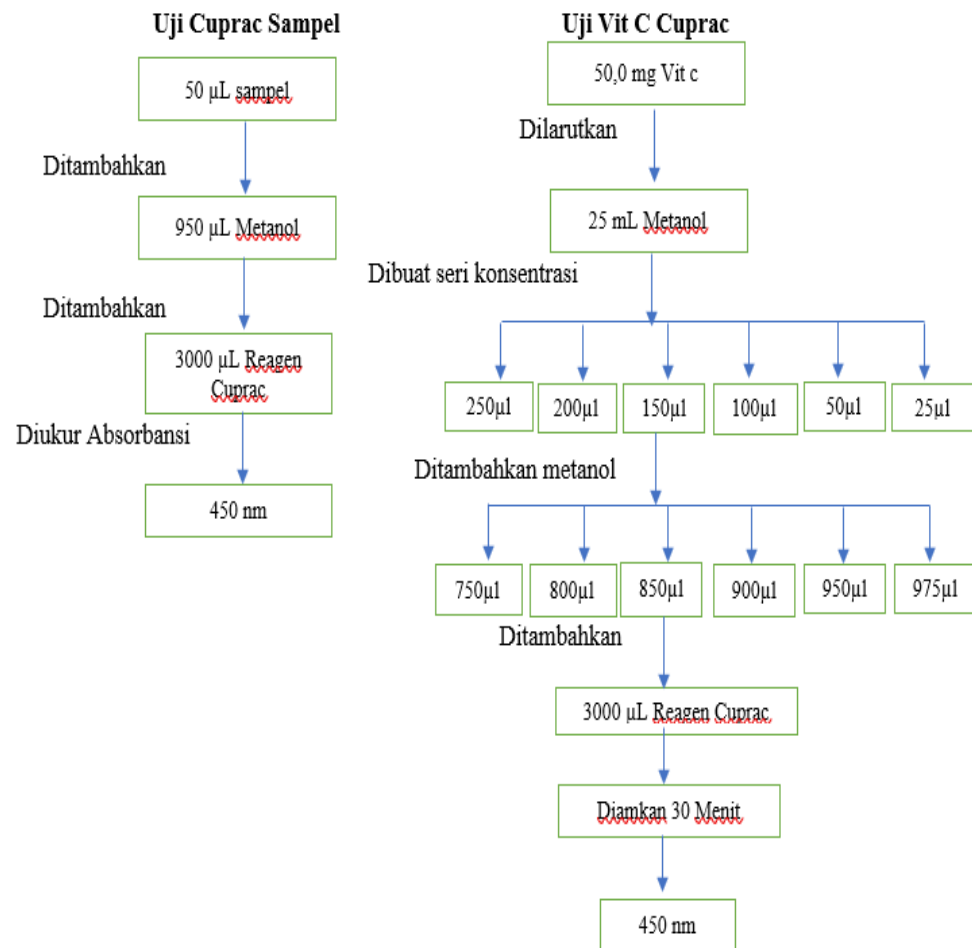 Uji Cuprac Sampel
50 µL sampel
Ditambahkan
950 µL Metanol
Ditambahkan
3000 µL Reagen
Cuprac
Diukur Absorbansi
450 nm
Uji Vit C Cuprac
50,0 mg Vit c
Dilarutkan
25 mL Metanol
Dibuat seri konsentrasi
250µl 200µl 150µl 100µl 50µl 25µl
Ditambahkan metanol
750µl 800µl 850µl 900µl 950µl 975µl
Ditambahkan
3000 µL Reagen Cuprac
Diamkan 30 Menit
450 nm